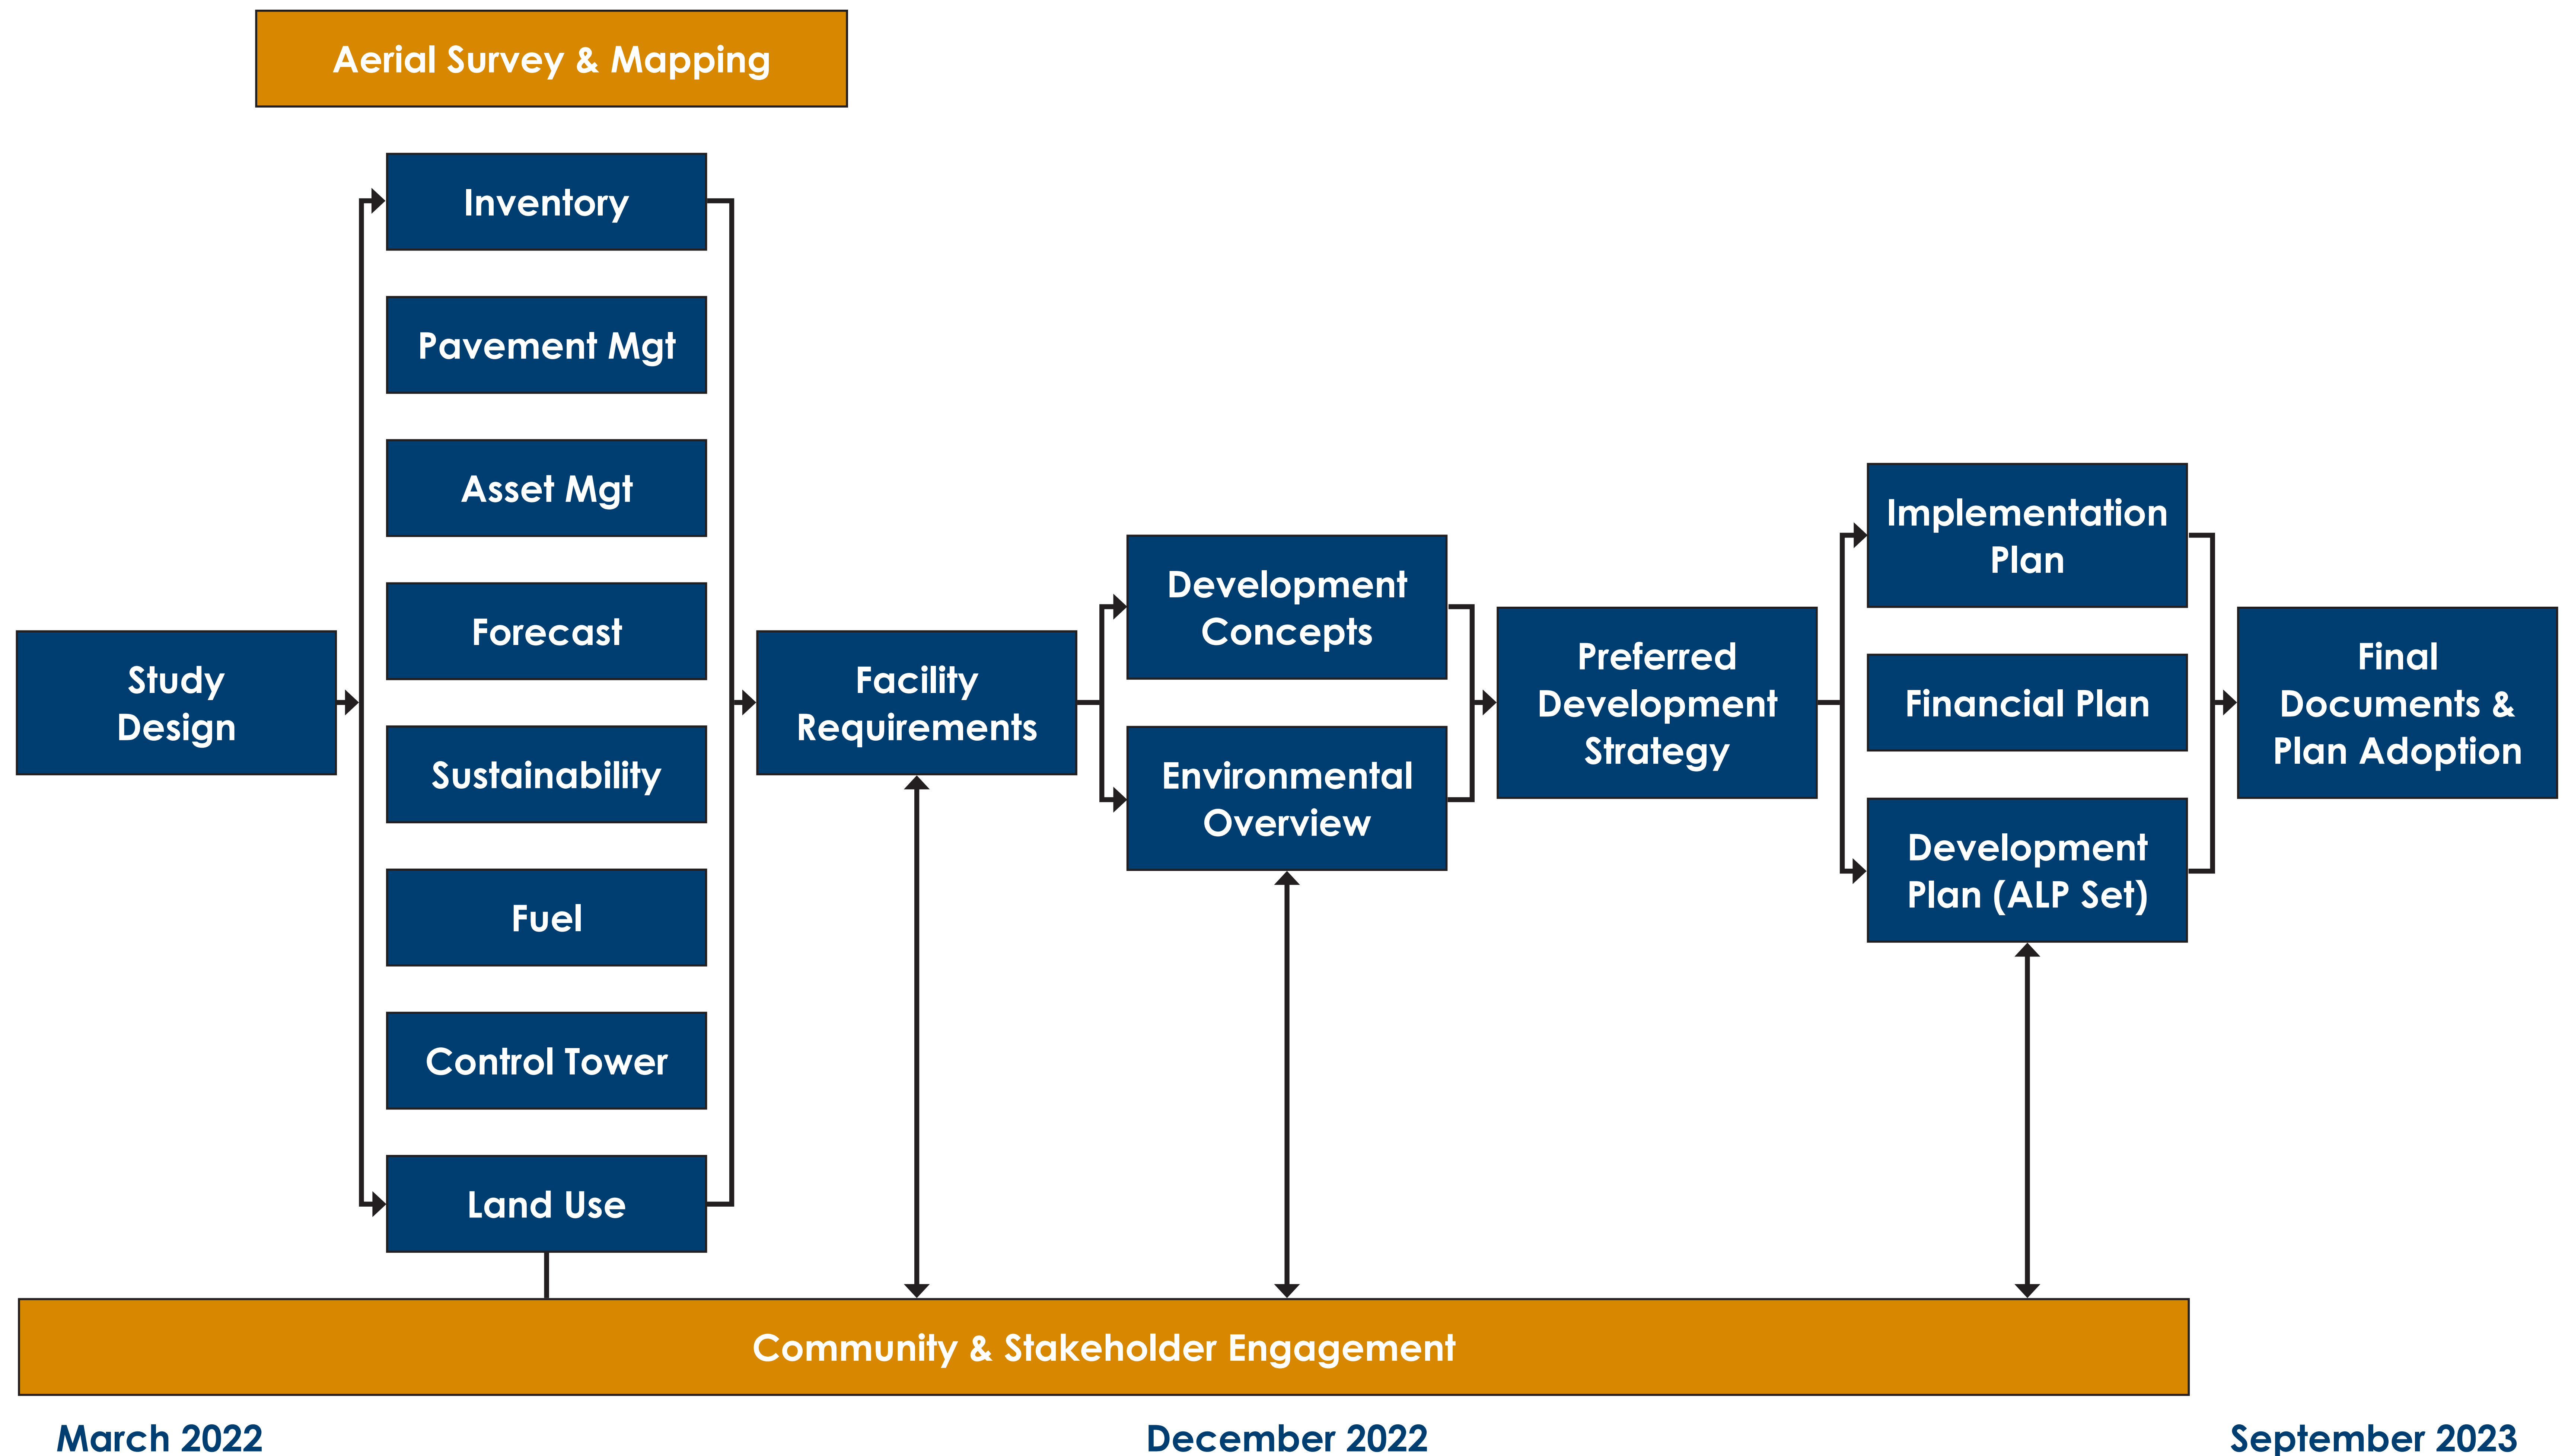 Aerial Survey & Mapping
Inventory
Pavement Mgt
Asset Mgt
Forecast
Sustainability
Fuel
Control Tower
Land Use
Study
Design
Facility
Requirements
Development
Concepts
Environmental
Overview
Preferred
Development
Strategy
Implementation
Plan
Financial Plan
Development
Plan (ALP Set)
Final
Documents &
Plan Adoption
Community & Stakeholder Engagement
March 2022
December 2022
September 2023